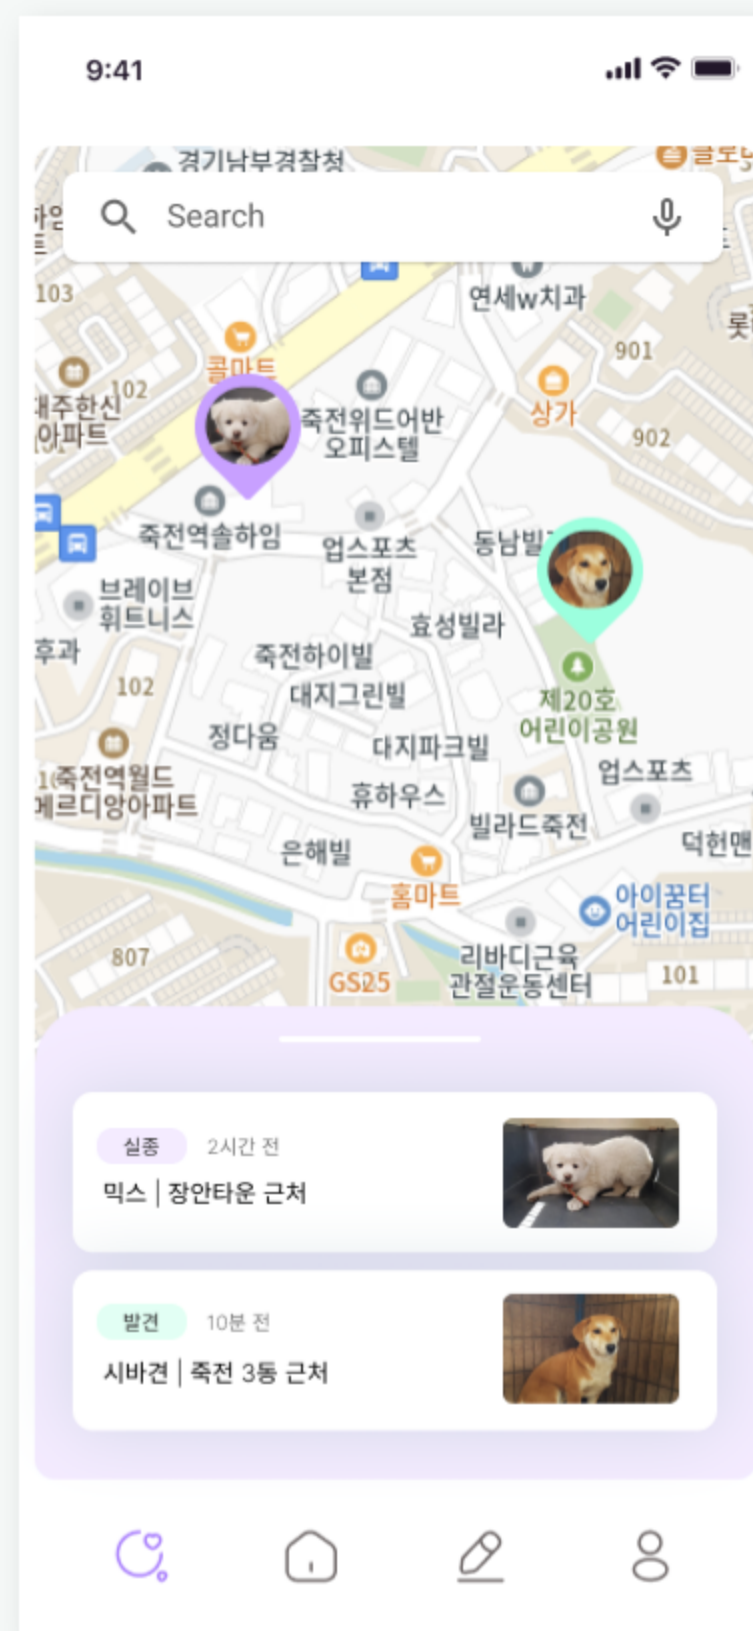 9:41
경기남부경찰청
Search
103
연세w치과
콜마트
901
102
상가
죽전위드어반
오피스텔
902
아파트
죽전역솔하임
업스포츠
본점
브레이브
휘트니스
효성빌라
죽전하이빌
102
대지그린빌
제20호
어린이공원
정다움
대지파크빌
업스포츠
죽전역월드
메르디앙아파트
휴하우스
빌라드죽전
은해빌
홈마트
아이꿈터
어린이집
807
GS25
리바디근육
관절운동센터
101
실종 2시간 전
믹스 | 장안타운 근처
발견 10분 전
시바견 | 죽전 3동 근처